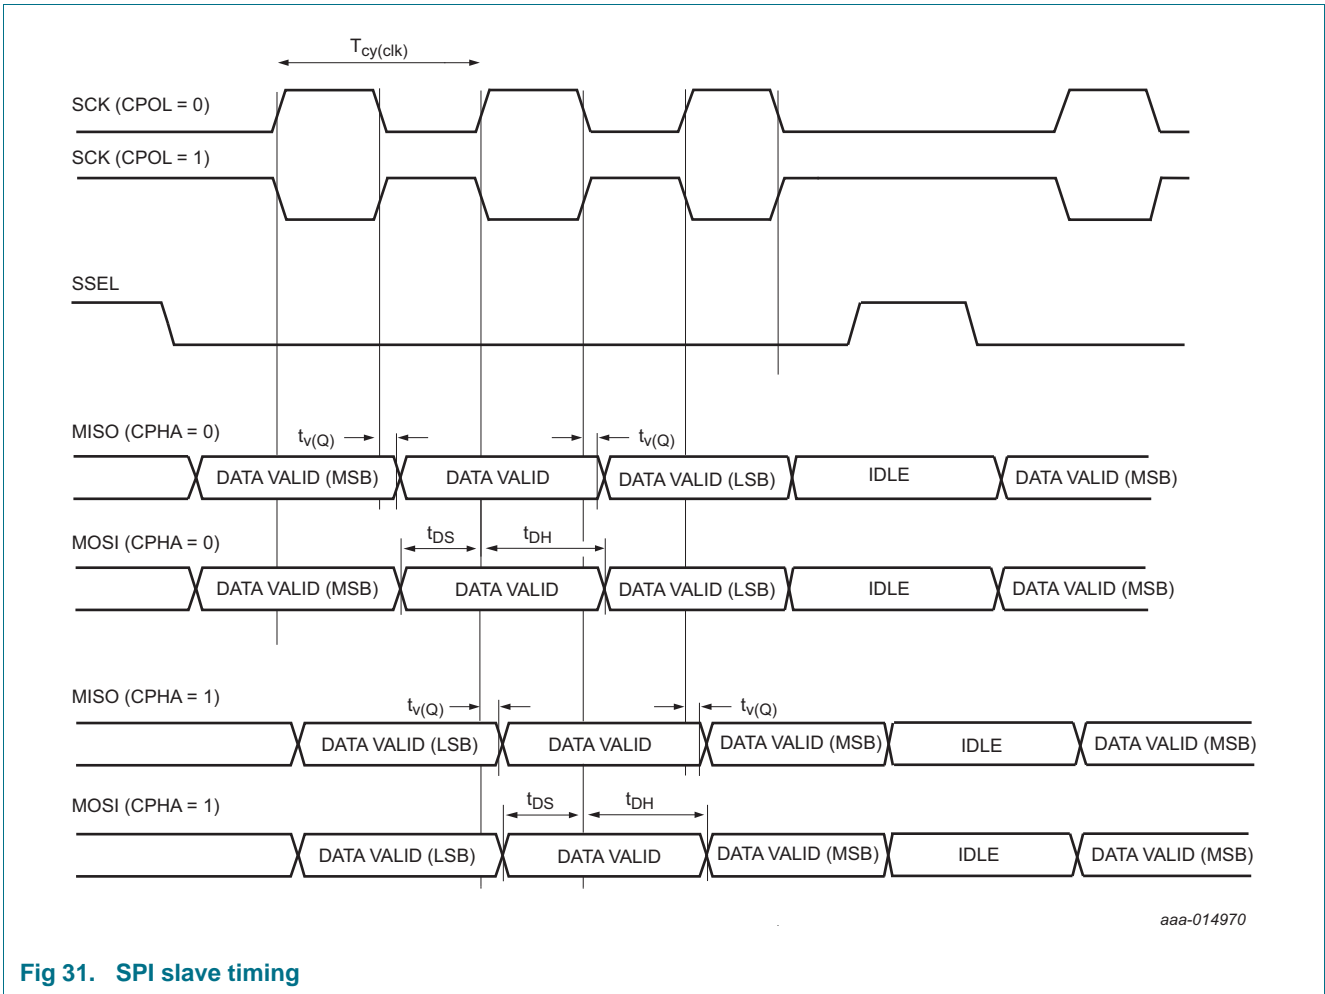 Tcy(clk)
SCK (CPOL = 0)
SCK (CPOL = 1)
SSEL
MISO (CPHA = 0)
tv(Q)
tv(Q)
DATA VALID (MSB)
DATA VALID
DATA VALID (LSB)
IDLE
DATA VALID (MSB)
tDS
tDH
MOSI (CPHA = 0)
DATA VALID (MSB)
DATA VALID
DATA VALID (LSB)
IDLE
DATA VALID (MSB)
MISO (CPHA = 1)
tv(Q)
tv(Q)
DATA VALID (LSB)
DATA VALID
DATA VALID (MSB)
IDLE
DATA VALID (MSB)
tDS
tDH
MOSI (CPHA = 1)
DATA VALID (LSB)
DATA VALID
DATA VALID (MSB)
IDLE
DATA VALID (MSB)
aaa-014970
Fig 31. SPI slave timing